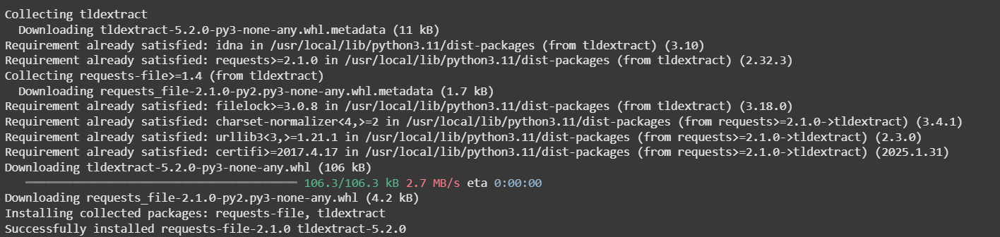 Collecting tldextract
  Downloading tldextract-5.2.0-py3-none-any.whl.metadata (11 kB)
Requirement already satisfied: idna in /usr/local/lib/python3.11/dist-packages (from tldextract) (3.10)
Requirement already satisfied: requests>=2.1.0 in /usr/local/lib/python3.11/dist-packages (from tldextract) (2.32.3)
Collecting requests-file>=1.4 (from tldextract)
  Downloading requests_file-2.1.0-py2.py3-none-any.whl.metadata (1.7 kB)
Requirement already satisfied: filelock>=3.0.8 in /usr/local/lib/python3.11/dist-packages (from tldextract) (3.18.0)
Requirement already satisfied: charset-normalizer<4,>=2 in /usr/local/lib/python3.11/dist-packages (from requests>=2.1.0->tldextract) (3.4.1)
Requirement already satisfied: urllib3<3,>=1.21.1 in /usr/local/lib/python3.11/dist-packages (from requests>=2.1.0->tldextract) (2.3.0)
Requirement already satisfied: certifi>=2017.4.17 in /usr/local/lib/python3.11/dist-packages (from requests>=2.1.0->tldextract) (2025.1.31)
Downloading tldextract-5.2.0-py3-none-any.whl (106 kB)
106.3/106.3 kB 2.7 MB/s eta 0:00:00
Downloading requests_file-2.1.0-py2.py3-none-any.whl (4.2 kB)
Installing collected packages: requests-file, tldextract
Successfully installed requests-file-2.1.0 tldextract-5.2.0